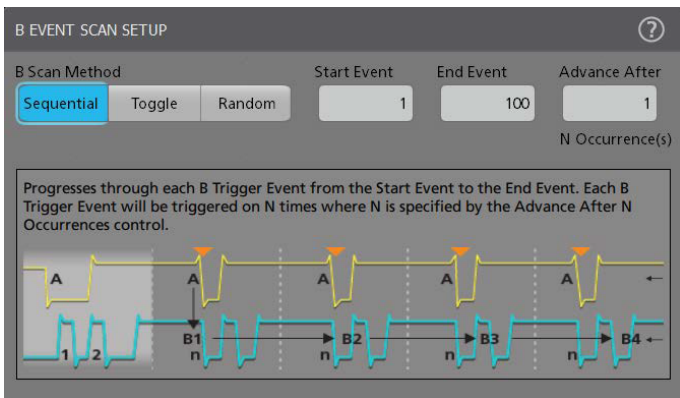 B EVENT SCAN SETUP ?
B Scan Method Start Event End Event Advance After
Sequential Toggle Random 1 100 1
N Occurrence(s)
Progresses through each B Trigger Event from the Start Event to the End Event. Each B
Trigger Event will be triggered on N times where N is specified by the Advance After N
Occurrences control.
A A A A A
B1 B2 B3 B4
1 2 n n n n